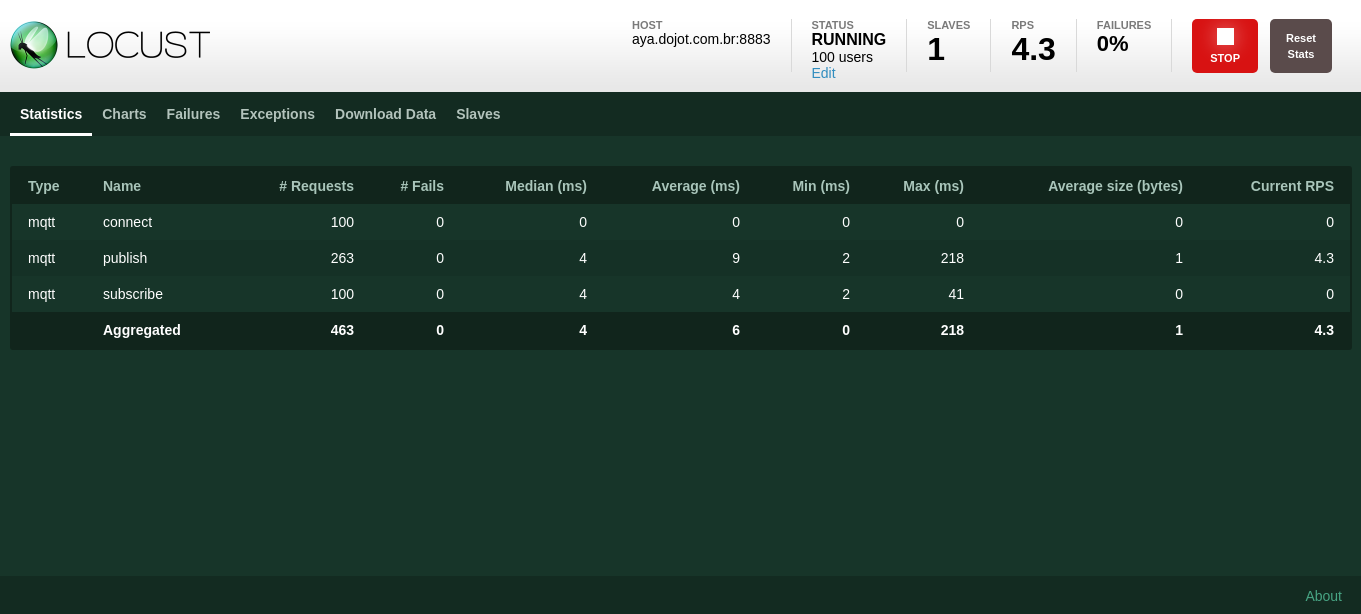 LOCUST
HOST
aya.dojot.com.br:8883
STATUS
RUNNING
100 users
Edit
SLAVES
1
RPS
4.3
FAILURES
0%
STOP
Reset
Stats
Statistics Charts Failures Exceptions Download Data Slaves
Type Name # Requests # Fails Median (ms) Average (ms) Min (ms) Max (ms) Average size (bytes) Current RPS
mqtt connect 100 0 0 0 0 0 0 0
mqtt publish 263 0 4 9 2 218 1 4.3
mqtt subscribe 100 0 4 4 2 41 0 0
Aggregated 463 0 4 6 0 218 1 4.3
About